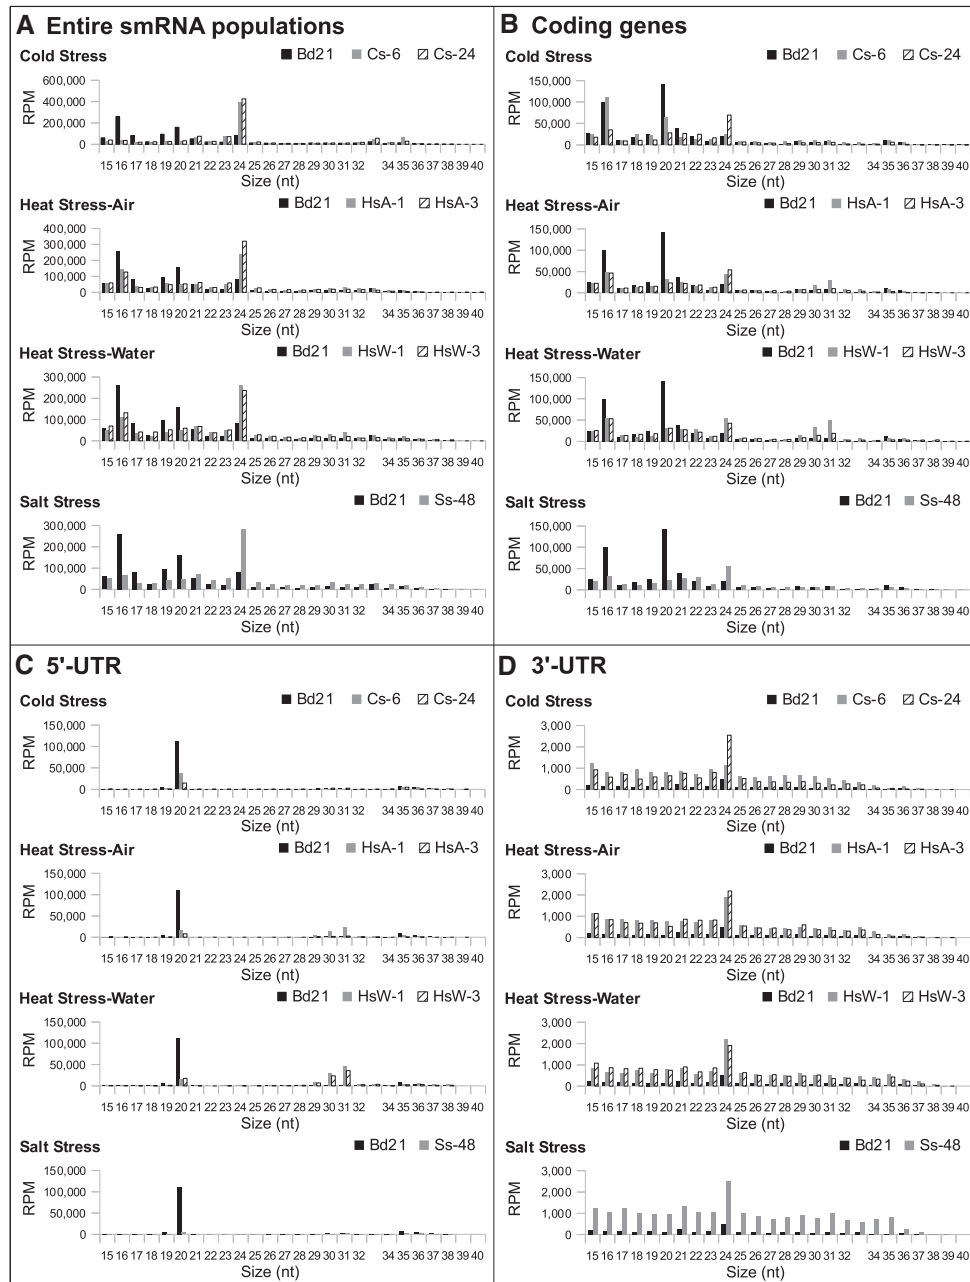 A Entire smRNA populations
Cold Stress
Bd21 Cs-6 Cs-24
RPM
600,000
400,000
200,000
0
15 16 17 18 19 20 21 22 23 24 25 26 27 28 29 30 31 32 34 35 36 37 38 39 40
Size (nt)
Heat Stress-Air
Bd21 HsA-1 HsA-3
RPM
400,000
300,000
200,000
100,000
0
15 16 17 18 19 20 21 22 23 24 25 26 27 28 29 30 31 32 34 35 36 37 38 39 40
Size (nt)
Heat Stress-Water
Bd21 HsW-1 HsW-3
RPM
300,000
200,000
100,000
0
15 16 17 18 19 20 21 22 23 24 25 26 27 28 29 30 31 32 34 35 36 37 38 39 40
Size (nt)
Salt Stress
Bd21 Ss-48
RPM
300,000
200,000
100,000
0
15 16 17 18 19 20 21 22 23 24 25 26 27 28 29 30 31 32 34 35 36 37 38 39 40
Size (nt)
B Coding genes
Cold Stress
Bd21 Cs-6 Cs-24
RPM
150,000
100,000
50,000
0
15 16 17 18 19 20 21 22 23 24 25 26 27 28 29 30 31 32 34 35 36 37 38 39 40
Size (nt)
Heat Stress-Air
Bd21 HsA-1 HsA-3
RPM
150,000
100,000
50,000
0
15 16 17 18 19 20 21 22 23 24 25 26 27 28 29 30 31 32 34 35 36 37 38 39 40
Size (nt)
Heat Stress-Water
Bd21 HsW-1 HsW-3
RPM
150,000
100,000
50,000
0
15 16 17 18 19 20 21 22 23 24 25 26 27 28 29 30 31 32 34 35 36 37 38 39 40
Size (nt)
Salt Stress
Bd21 Ss-48
RPM
150,000
100,000
50,000
0
15 16 17 18 19 20 21 22 23 24 25 26 27 28 29 30 31 32 34 35 36 37 38 39 40
Size (nt)
C 5'-UTR
Cold Stress
Bd21 Cs-6 Cs-24
RPM
150,000
100,000
50,000
0
15 16 17 18 19 20 21 22 23 24 25 26 27 28 29 30 31 32 34 35 36 37 38 39 40
Size (nt)
Heat Stress-Air
Bd21 HsA-1 HsA-3
RPM
150,000
100,000
50,000
0
15 16 17 18 19 20 21 22 23 24 25 26 27 28 29 30 31 32 34 35 36 37 38 39 40
Size (nt)
Heat Stress-Water
Bd21 HsW-1 HsW-3
RPM
150,000
100,000
50,000
0
15 16 17 18 19 20 21 22 23 24 25 26 27 28 29 30 31 32 34 35 36 37 38 39 40
Size (nt)
Salt Stress
Bd21 Ss-48
RPM
150,000
100,000
50,000
0
15 16 17 18 19 20 21 22 23 24 25 26 27 28 29 30 31 32 34 35 36 37 38 39 40
Size (nt)
D 3'-UTR
Cold Stress
Bd21 Cs-6 Cs-24
RPM
3,000
2,000
1,000
0
15 16 17 18 19 20 21 22 23 24 25 26 27 28 29 30 31 32 34 35 36 37 38 39 40
Size (nt)
Heat Stress-Air
Bd21 HsA-1 HsA-3
RPM
3,000
2,000
1,000
0
15 16 17 18 19 20 21 22 23 24 25 26 27 28 29 30 31 32 34 35 36 37 38 39 40
Size (nt)
Heat Stress-Water
Bd21 HsW-1 HsW-3
RPM
3,000
2,000
1,000
0
15 16 17 18 19 20 21 22 23 24 25 26 27 28 29 30 31 32 34 35 36 37 38 39 40
Size (nt)
Salt Stress
Bd21 Ss-48
RPM
3,000
2,000
1,000
0
15 16 17 18 19 20 21 22 23 24 25 26 27 28 29 30 31 32 34 35 36 37 38 39 40
Size (nt)